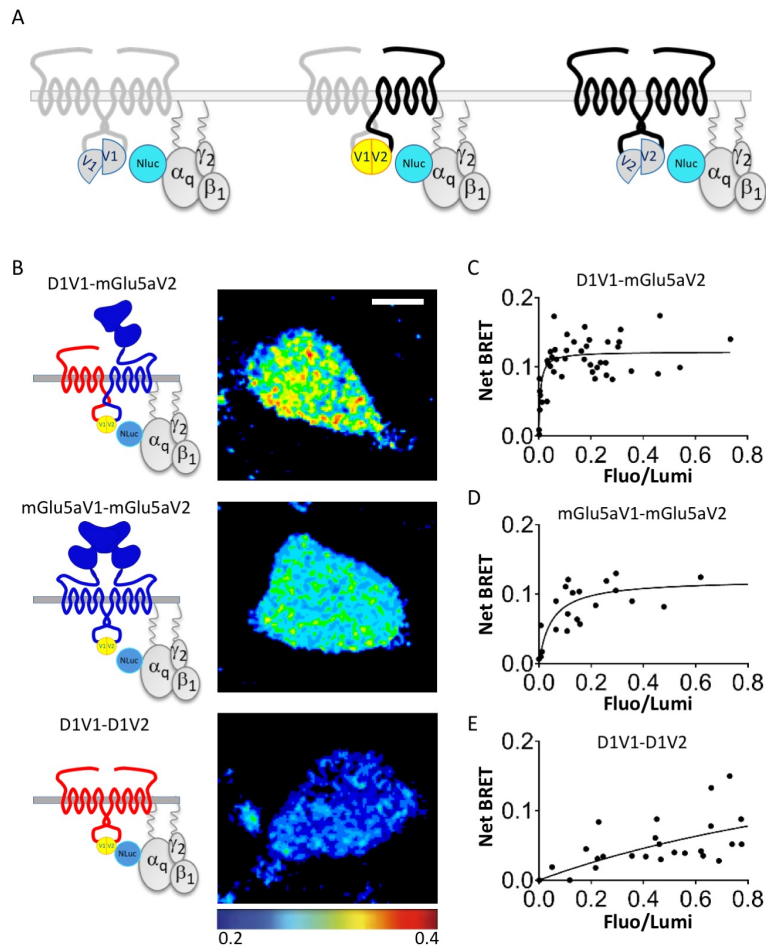 A
V1 V1 Nluc αq γ2 β1
V1 V2 Nluc αq γ2 β1
V2 V2 Nluc αq γ2 β1
B
D1V1-mGlu5aV2
V1 V2 NLuc αq γ2 β1
mGlu5aV1-mGlu5aV2
V1 V2 NLuc αq γ2 β1
D1V1-D1V2
V1 V2 NLuc αq γ2 β1
0.2 0.4
C
D1V1-mGlu5aV2
Net BRET
0.2
0.1
0.0
0.0 0.2 0.4 0.6 0.8
Fluo/Lumi
D
mGlu5aV1-mGlu5aV2
Net BRET
0.2
0.1
0.0
0.0 0.2 0.4 0.6 0.8
Fluo/Lumi
E
D1V1-D1V2
Net BRET
0.2
0.1
0.0
0.0 0.2 0.4 0.6 0.8
Fluo/Lumi